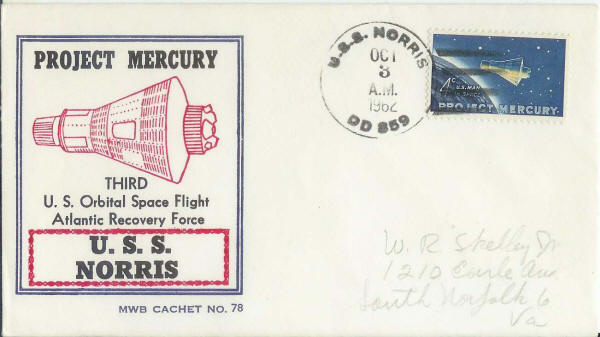 PROJECT MERCURY
THIRD
U. S. Orbital Space Flight
Atlantic Recovery Force
U. S. S.
NORRIS
MWB CACHET NO. 78
U.S.S. NORRIS
OCT
3
A.M.
1962
DD 859
4c U.S. MAN
IN SPACE
PROJECT MERCURY
W. R. Skelley Jr
1210 Ave
South Norfolk 6
Va